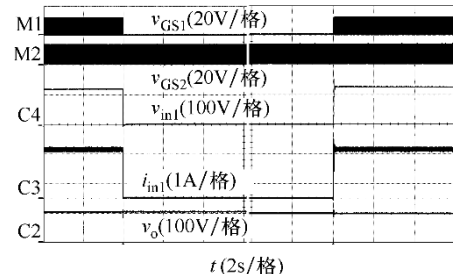 M1
v_GS1(20V/格)
M2
v_GS2(20V/格)
v_in1(100V/格)
C4
i_in1(1A/格)
C3
v_o(100V/格)
C2
t(2s/格)